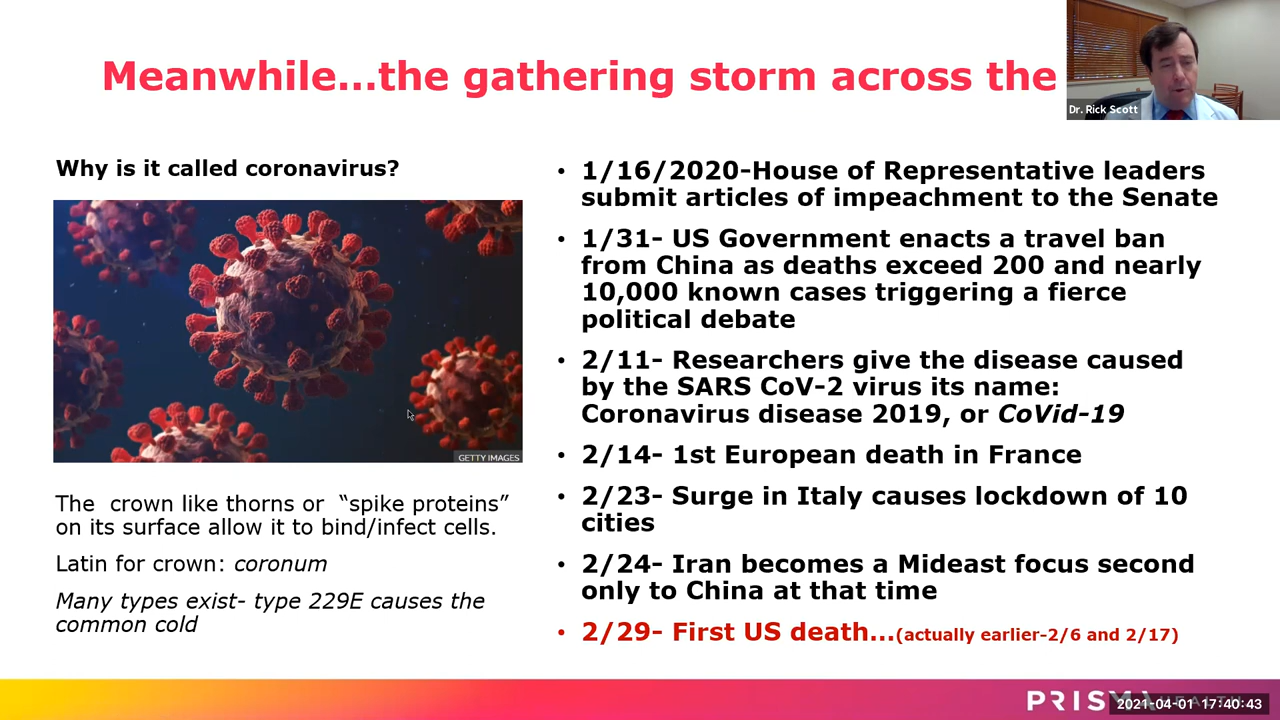 Meanwhile...the gathering storm across the
Dr. Rick Scott
Why is it called coronavirus?
GETTY IMAGES
The crown like thorns or “spike proteins”
on its surface allow it to bind/infect cells.
Latin for crown: coronum
Many types exist- type 229E causes the
common cold
• 1/16/2020-House of Representative leaders
submit articles of impeachment to the Senate
• 1/31- US Government enacts a travel ban
from China as deaths exceed 200 and nearly
10,000 known cases triggering a fierce
political debate
• 2/11- Researchers give the disease caused
by the SARS CoV-2 virus its name:
Coronavirus disease 2019, or CoVid-19
• 2/14- 1st European death in France
• 2/23- Surge in Italy causes lockdown of 10
cities
• 2/24- Iran becomes a Mideast focus second
only to China at that time
• 2/29- First US death...(actually earlier-2/6 and 2/17)
PRISMA
2021-04-01 17:40:43